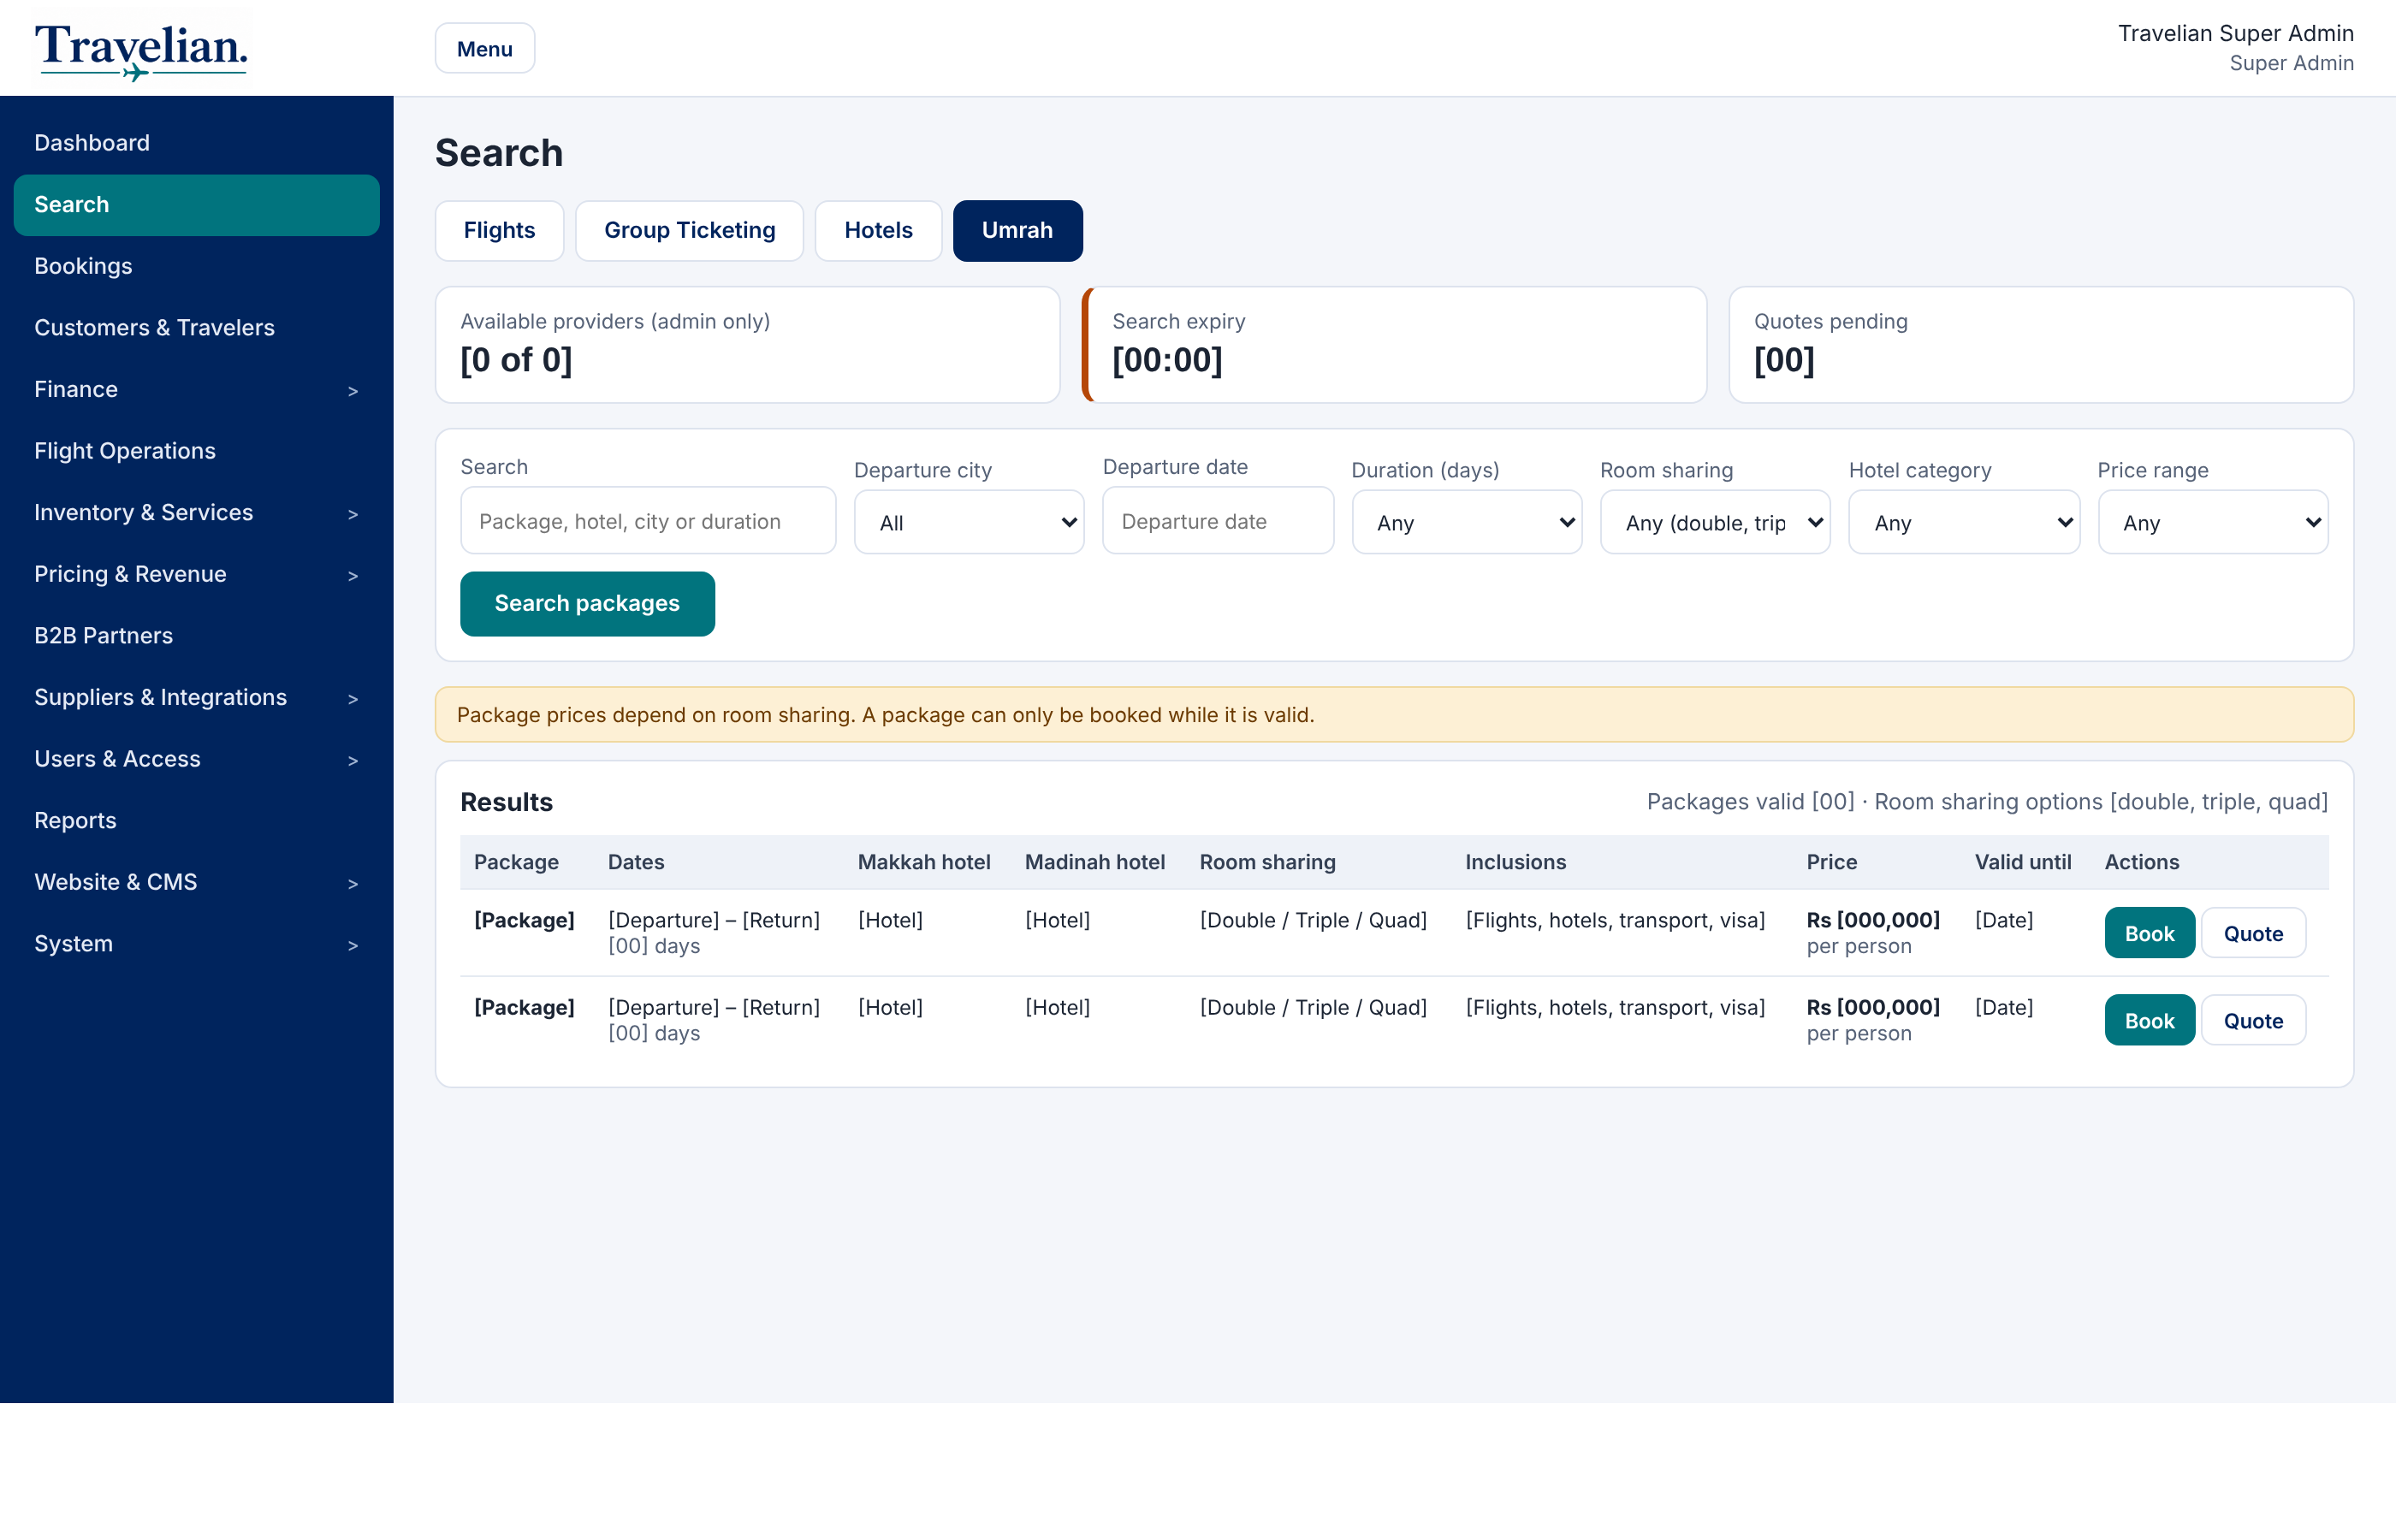 Travelian.
Menu
Travelian Super Admin
Super Admin
Dashboard
Search
Bookings
Customers & Travelers
Finance >
Flight Operations
Inventory & Services >
Pricing & Revenue >
B2B Partners
Suppliers & Integrations >
Users & Access >
Reports
Website & CMS >
System >
Search
Flights Group Ticketing Hotels Umrah
Available providers (admin only)
[0 of 0]
Search expiry
[00:00]
Quotes pending
[00]
Search
Package, hotel, city or duration
Departure city
All
Departure date
Departure date
Duration (days)
Any
Room sharing
Any (double, trip
Hotel category
Any
Price range
Any
Search packages
Package prices depend on room sharing. A package can only be booked while it is valid.
Results
Packages valid [00] · Room sharing options [double, triple, quad]
Package Dates Makkah hotel Madinah hotel Room sharing Inclusions Price Valid until Actions
[Package] [Departure] – [Return] [Hotel] [Hotel] [Double / Triple / Quad] [Flights, hotels, transport, visa] Rs [000,000] [Date] Book Quote
[00] days per person
[Package] [Departure] – [Return] [Hotel] [Hotel] [Double / Triple / Quad] [Flights, hotels, transport, visa] Rs [000,000] [Date] Book Quote
[00] days per person